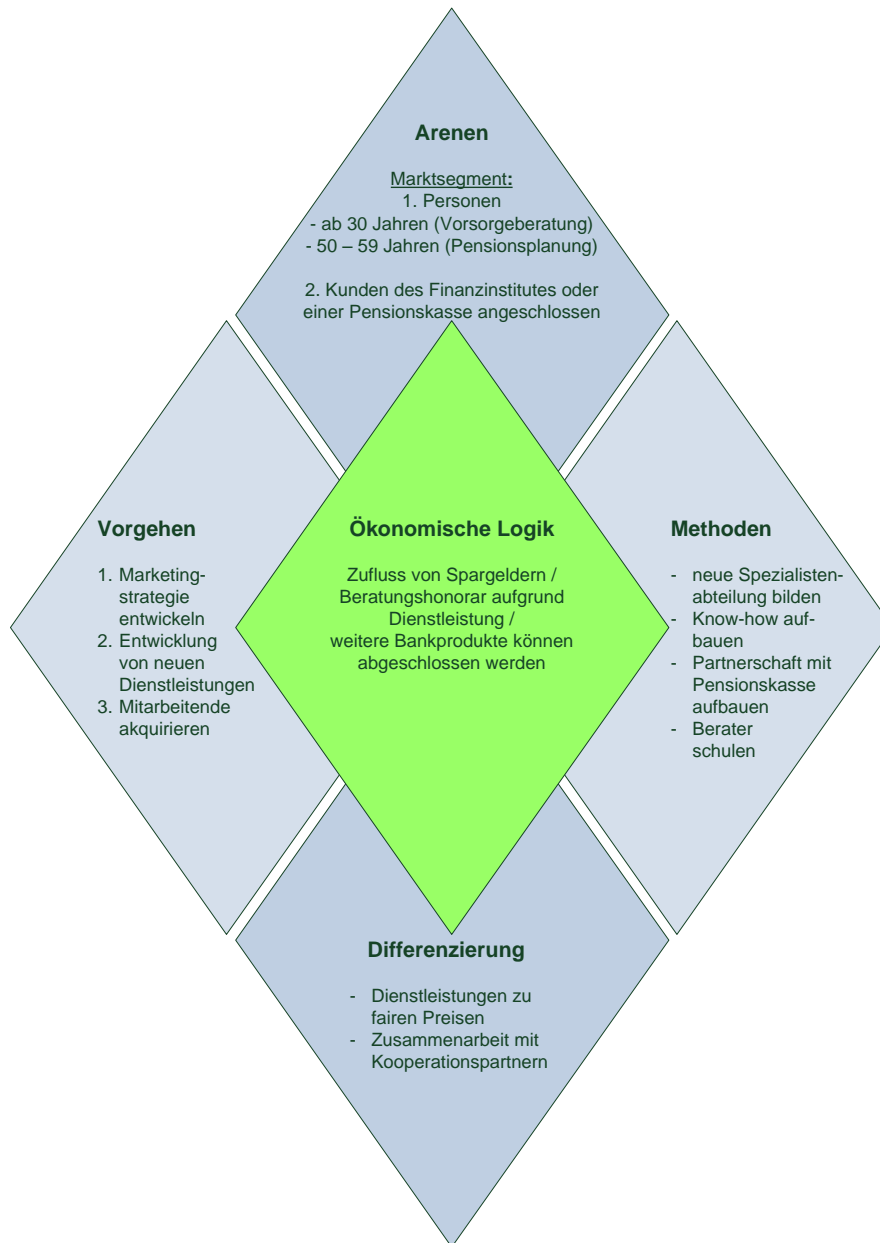 Arenen
Marktsegment:
1. Personen
- ab 30 Jahren (Vorsorgeberatung)
- 50 – 59 Jahren (Pensionsplanung)
2. Kunden des Finanzinstitutes oder
einer Pensionskasse angeschlossen
Vorgehen
1. Marketing-
strategie
entwickeln
2. Entwicklung
von neuen
Dienstleistungen
3. Mitarbeitende
akquirieren
Ökonomische Logik
Zufluss von Spargeldern /
Beratungshonorar aufgrund
Dienstleistung /
weitere Bankprodukte können
abgeschlossen werden
Methoden
- neue Spezialisten-
abteilung bilden
- Know-how auf-
bauen
- Partnerschaft mit
Pensionskasse
aufbauen
- Berater
schulen
Differenzierung
- Dienstleistungen zu
fairen Preisen
- Zusammenarbeit mit
Kooperationspartnern